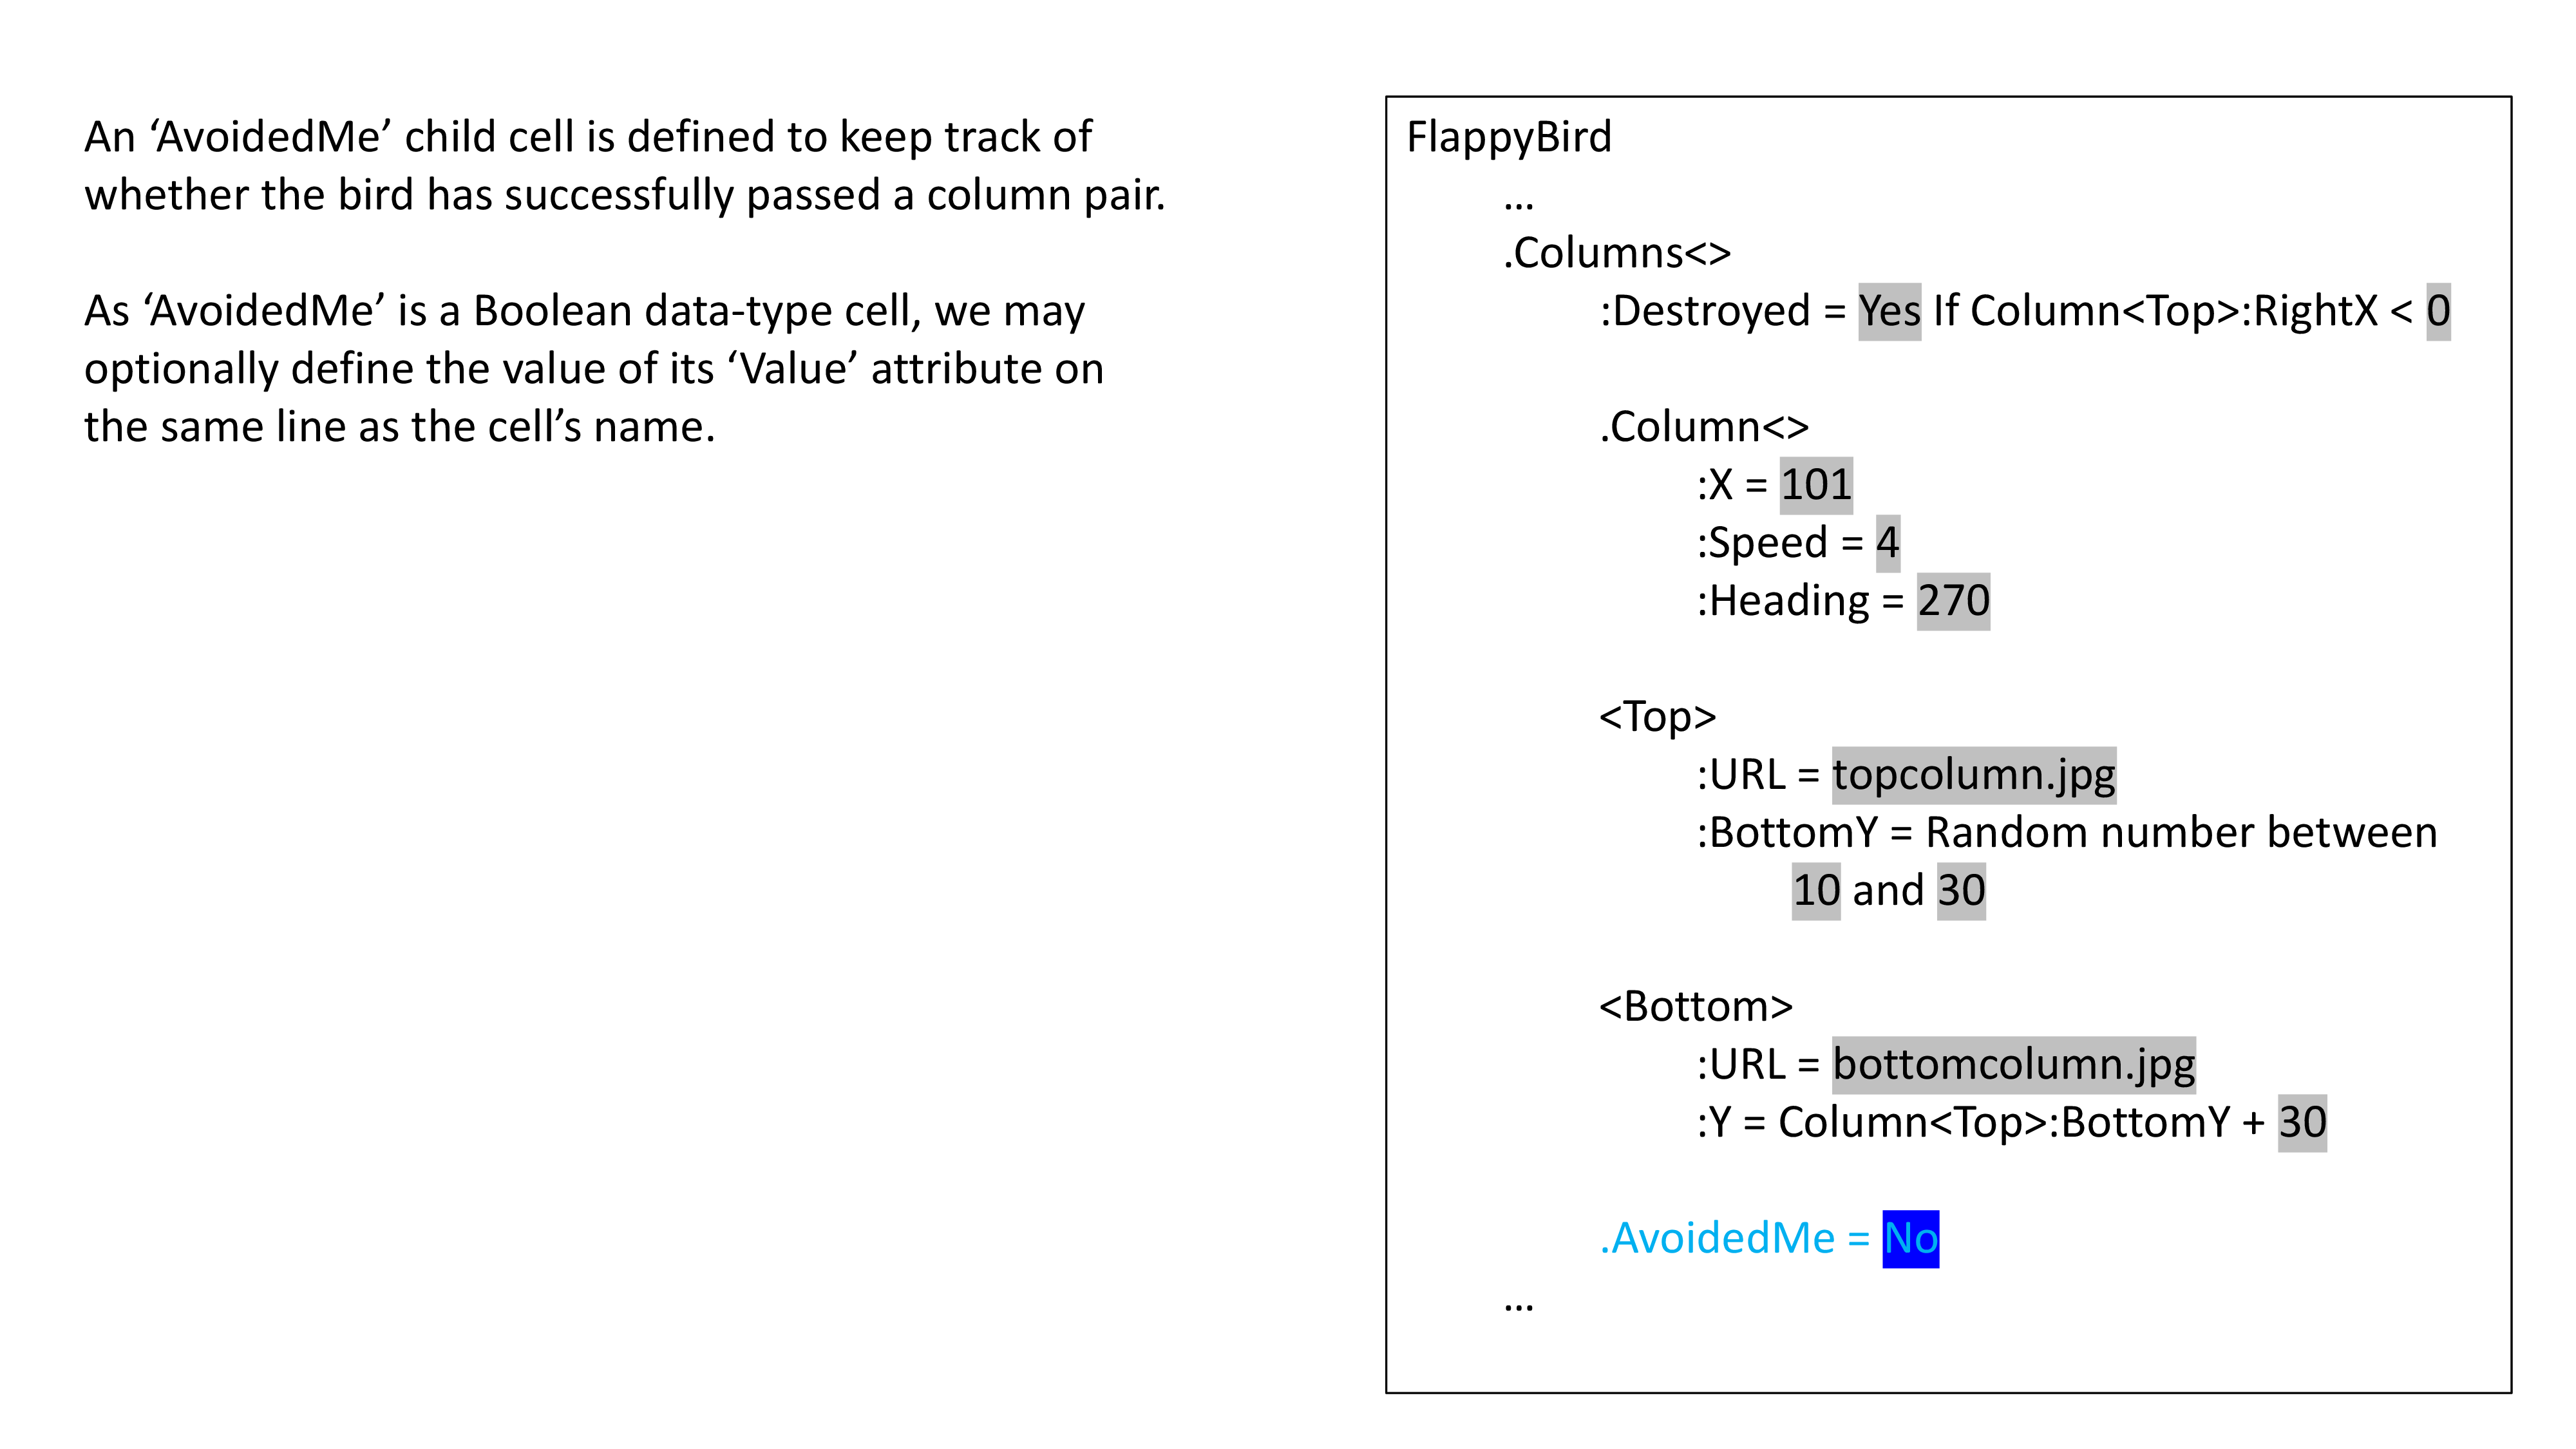 An ‘AvoidedMe’ child cell is defined to keep track of
whether the bird has successfully passed a column pair.
As ‘AvoidedMe’ is a Boolean data-type cell, we may
optionally define the value of its ‘Value’ attribute on
the same line as the cell’s name.
FlappyBird
...
.Columns<>
:Destroyed = Yes If Column<Top>:RightX < 0
.Column<>
:X = 101
:Speed = 4
:Heading = 270
<Top>
:URL = topcolumn.jpg
:BottomY = Random number between
10 and 30
<Bottom>
:URL = bottomcolumn.jpg
:Y = Column<Top>:BottomY + 30
.AvoidedMe = No
...